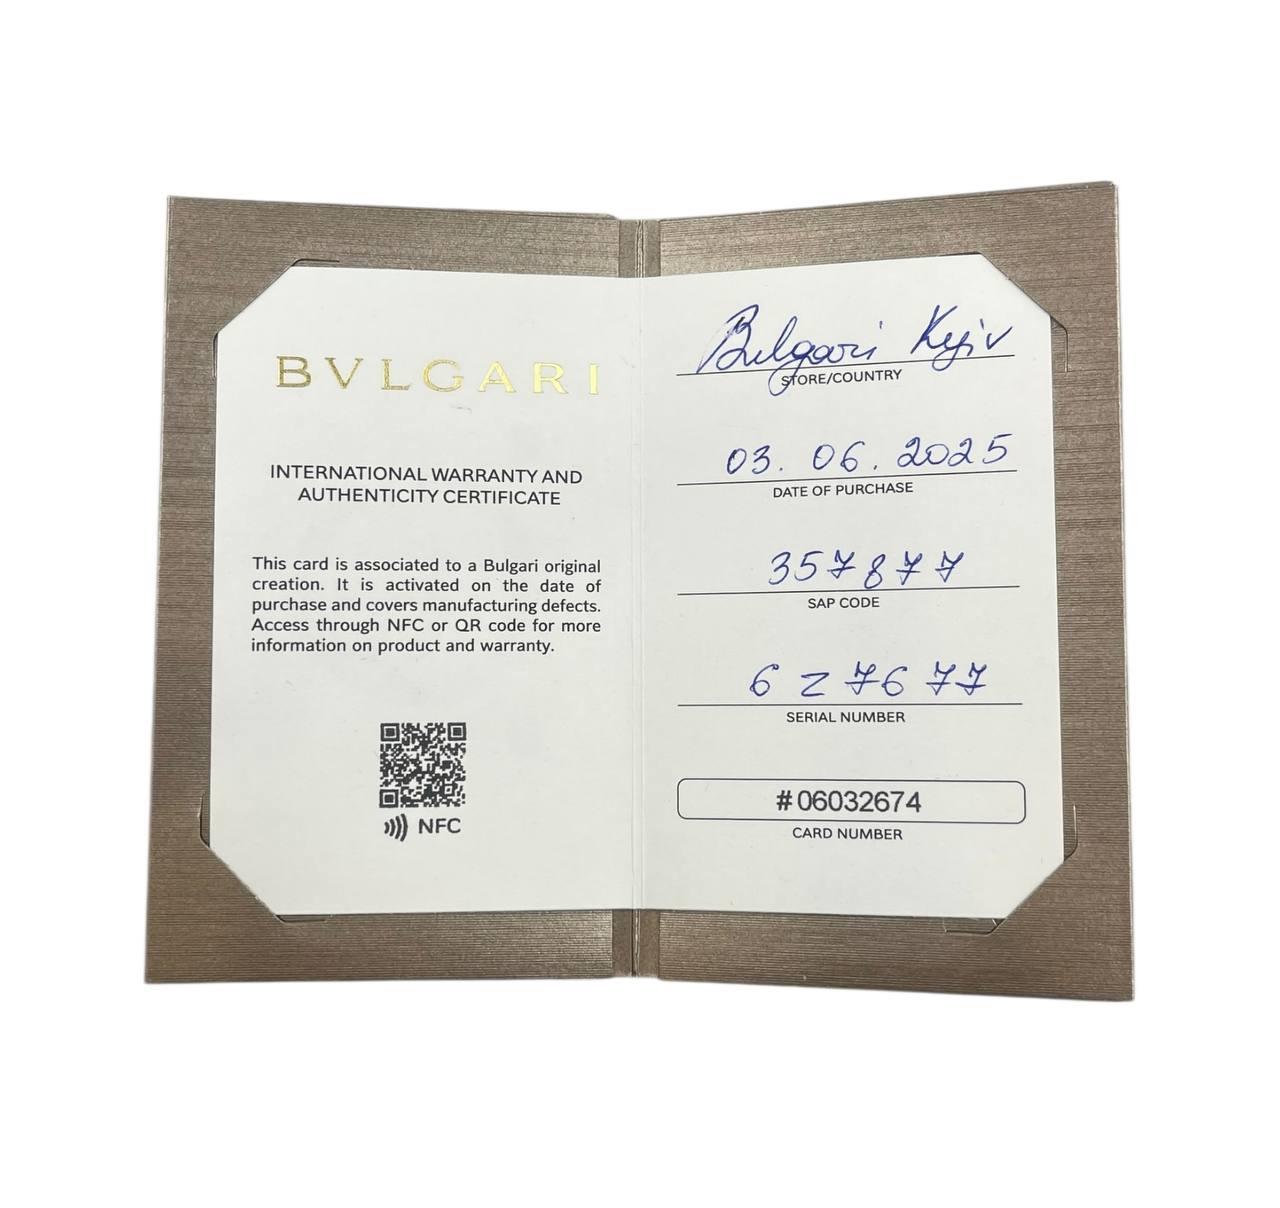 BVLGARI
INTERNATIONAL WARRANTY AND
AUTHENTICITY CERTIFICATE
This card is associated to a Bulgari original
creation. It is activated on the date of
purchase and covers manufacturing defects.
Access through NFC or QR code for more
information on product and warranty.
NFC
Bulgari Kyiv
STORE/COUNTRY
03.06.2025
DATE OF PURCHASE
357877
SAP CODE
6Z7677
SERIAL NUMBER
#06032674
CARD NUMBER